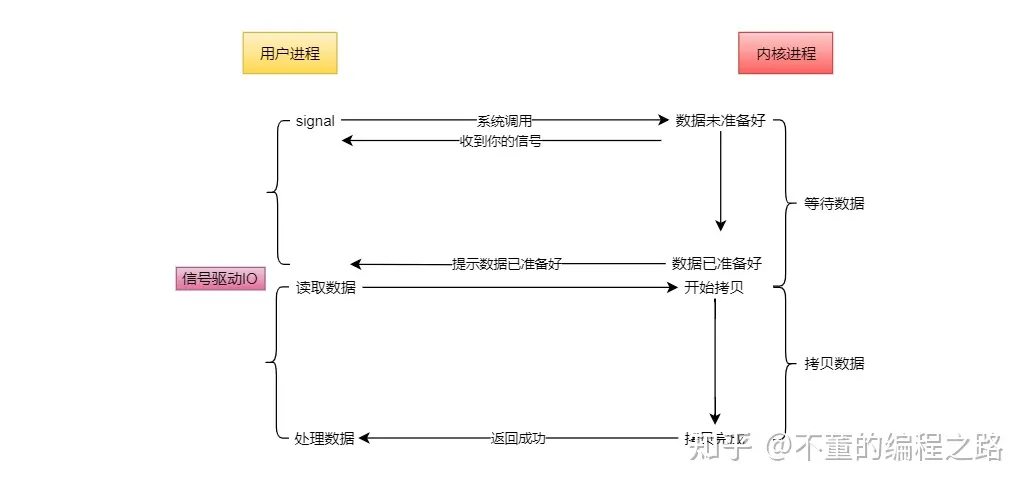 用户进程
内核进程
signal
系统调用
数据未准备好
收到你的信号
等待数据
提示数据已准备好
数据已准备好
信号驱动IO
读取数据
开始拷贝
拷贝数据
处理数据
返回成功
拷贝完成
知乎 @不董的编程之路